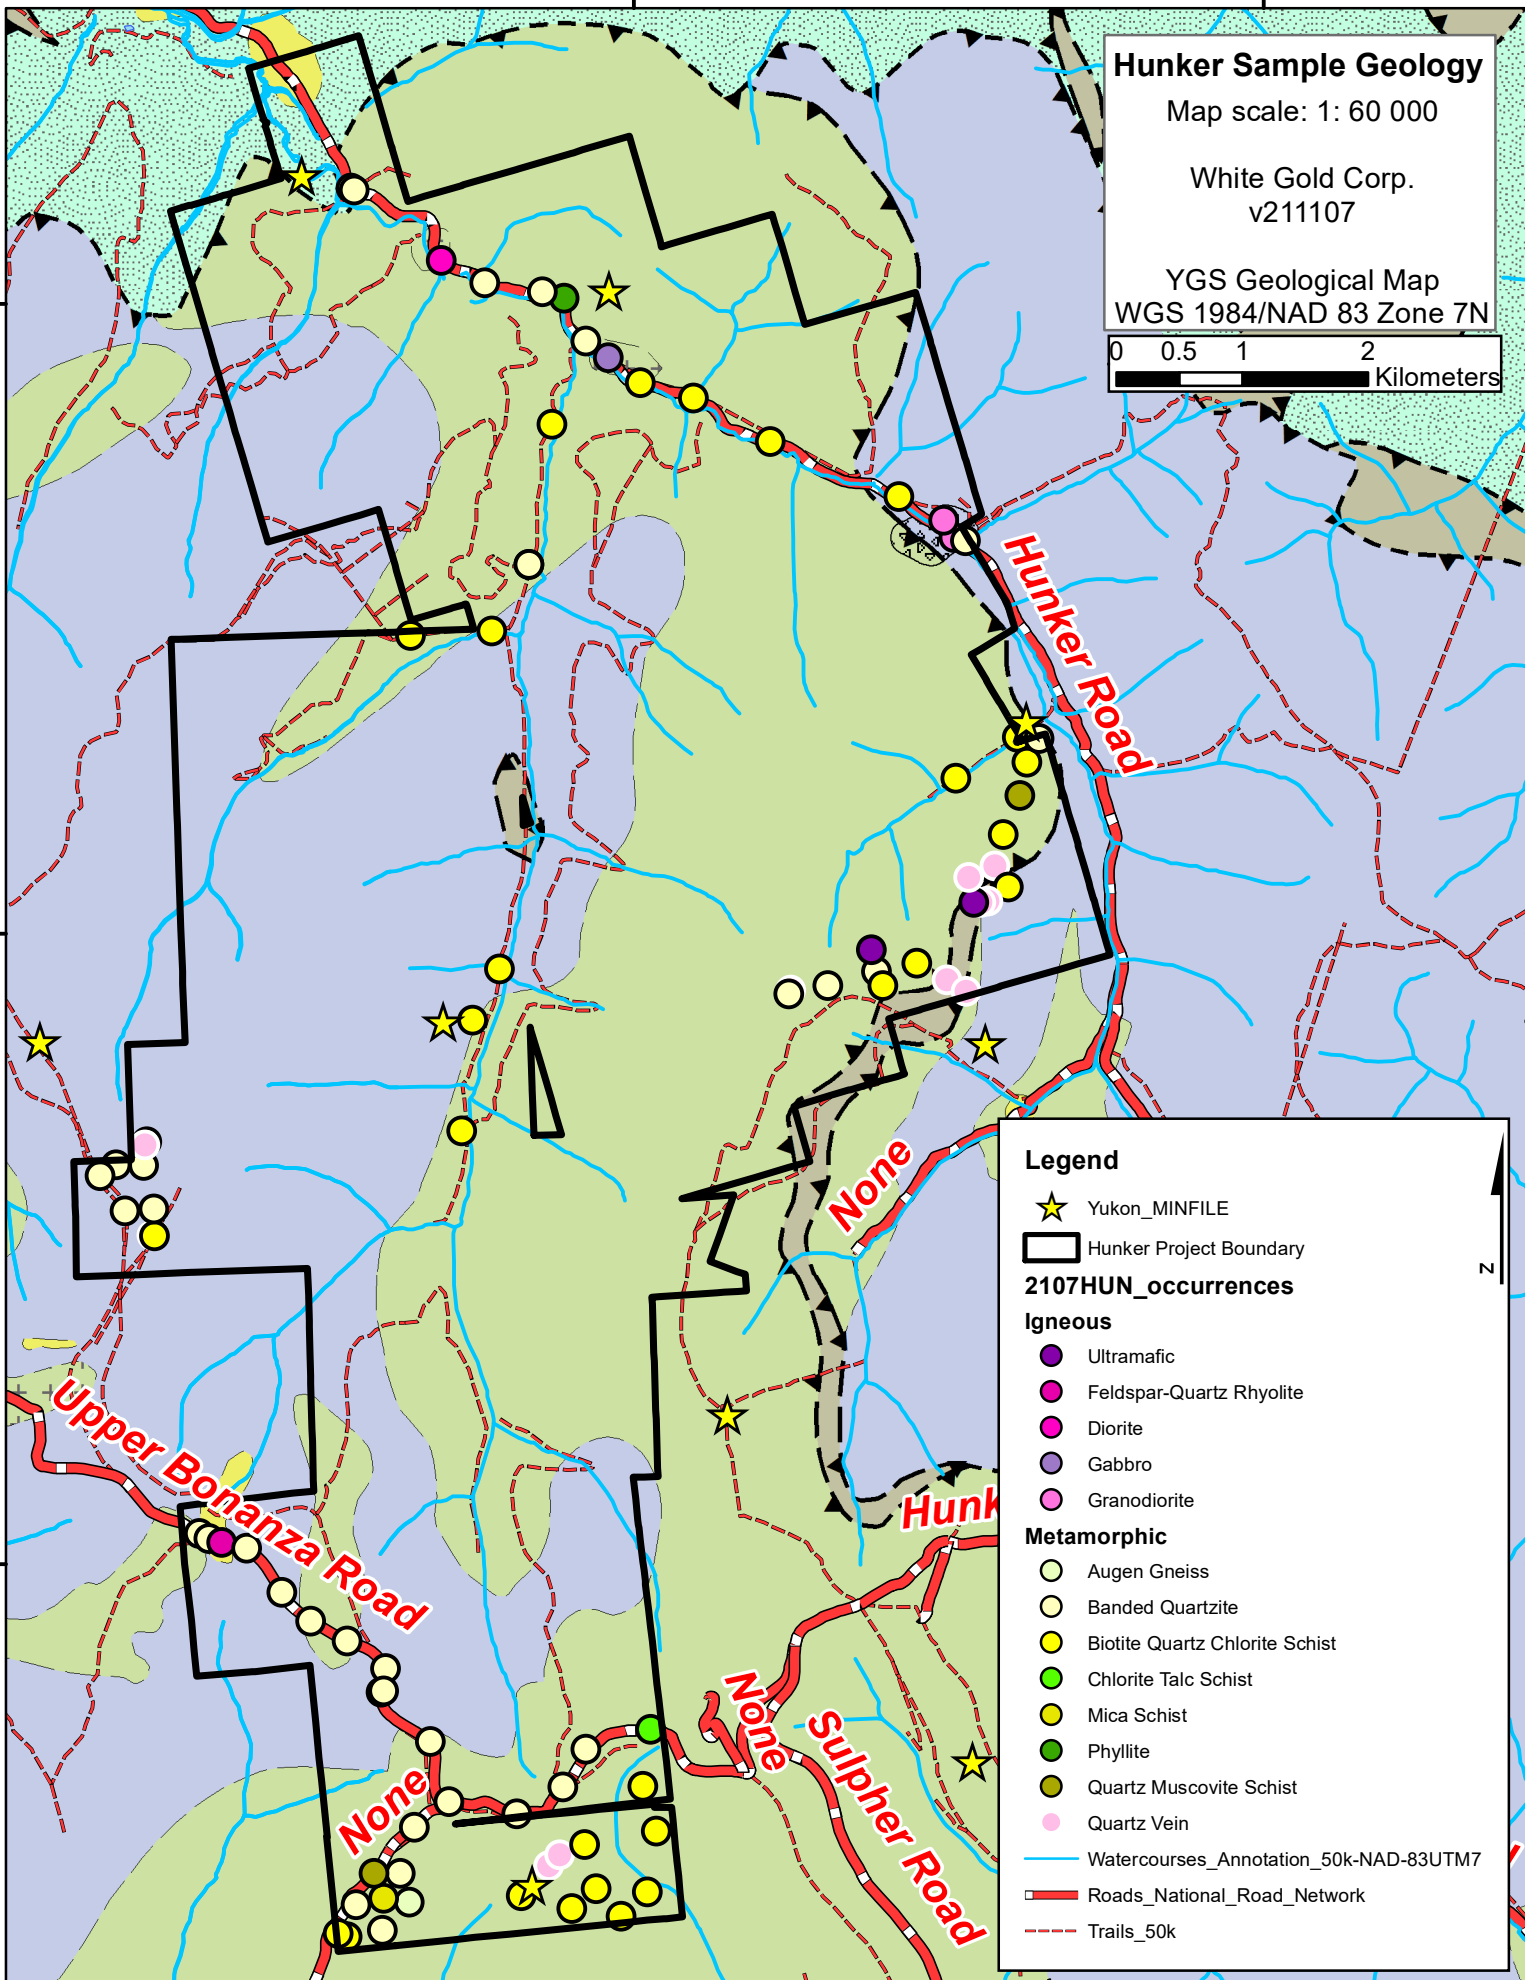 Hunker Sample Geology
Map scale: 1: 60 000
White Gold Corp.
v211107
YGS Geological Map
WGS 1984/NAD 83 Zone 7N
0 0.5 1 2
Kilometers
Hunker Road
None
Upper Bonanza Road
Hunk
None
None
Sulpher Road
Legend
Yukon_MINFILE
Hunker Project Boundary
N
2107HUN_occurrences
Igneous
Ultramafic
Feldspar-Quartz Rhyolite
Diorite
Gabbro
Granodiorite
Metamorphic
Augen Gneiss
Banded Quartzite
Biotite Quartz Chlorite Schist
Chlorite Talc Schist
Mica Schist
Phyllite
Quartz Muscovite Schist
Quartz Vein
Watercourses_Annotation_50k-NAD-83UTM7
Roads_National_Road_Network
Trails_50k